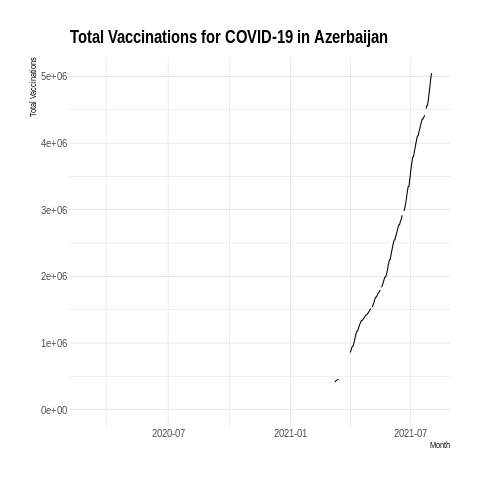 Total Vaccinations for COVID-19 in Azerbaijan
Total Vaccinations
5e+06
4e+06
3e+06
2e+06
1e+06
0e+00
2020-07 2021-01 2021-07
Month